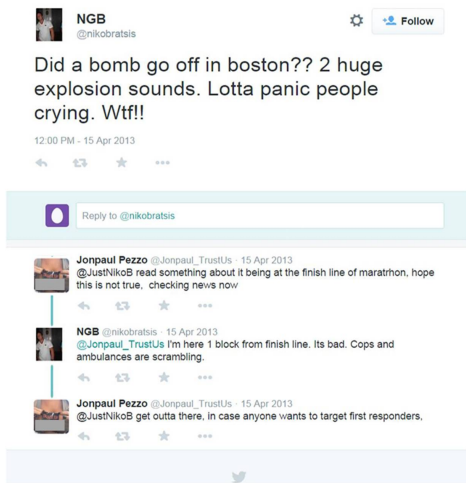 NGB
@nikobratsis
Follow
Did a bomb go off in boston?? 2 huge
explosion sounds. Lotta panic people
crying. Wtf!!
12:00 PM - 15 Apr 2013
Reply to @nikobratsis
Jonpaul Pezzo @Jonpaul_TrustUs · 15 Apr 2013
@JustNikoB read something about it being at the finish line of maratrhon, hope
this is not true, checking news now
NGB @nikobratsis · 15 Apr 2013
@Jonpaul_TrustUs I'm here 1 block from finish line. Its bad. Cops and
ambulances are scrambling.
Jonpaul Pezzo @Jonpaul_TrustUs · 15 Apr 2013
@JustNikoB get outta there, in case anyone wants to target first responders,